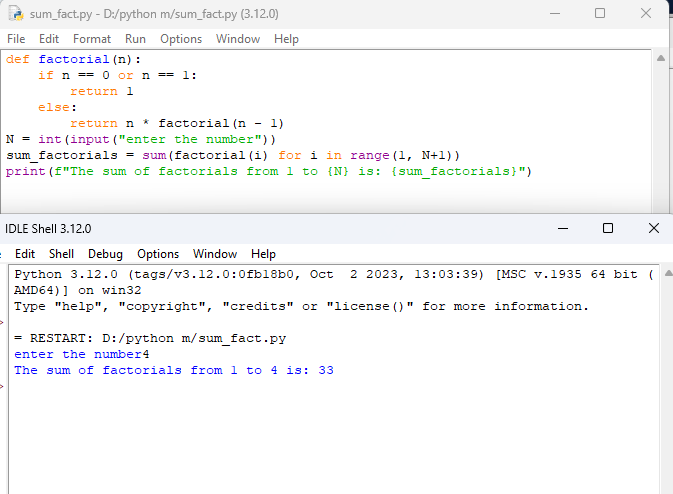 sum_fact.py - D:/python m/sum_fact.py (3.12.0)
File Edit Format Run Options Window Help
def factorial(n):
    if n == 0 or n == 1:
        return 1
    else:
        return n * factorial(n - 1)
N = int(input("enter the number"))
sum_factorials = sum(factorial(i) for i in range(1, N+1))
print(f"The sum of factorials from 1 to {N} is: {sum_factorials}")
IDLE Shell 3.12.0
Edit Shell Debug Options Window Help
Python 3.12.0 (tags/v3.12.0:0fb18b0, Oct  2 2023, 13:03:39) [MSC v.1935 64 bit (
AMD64)] on win32
Type "help", "copyright", "credits" or "license()" for more information.
= RESTART: D:/python m/sum_fact.py
enter the number4
The sum of factorials from 1 to 4 is: 33